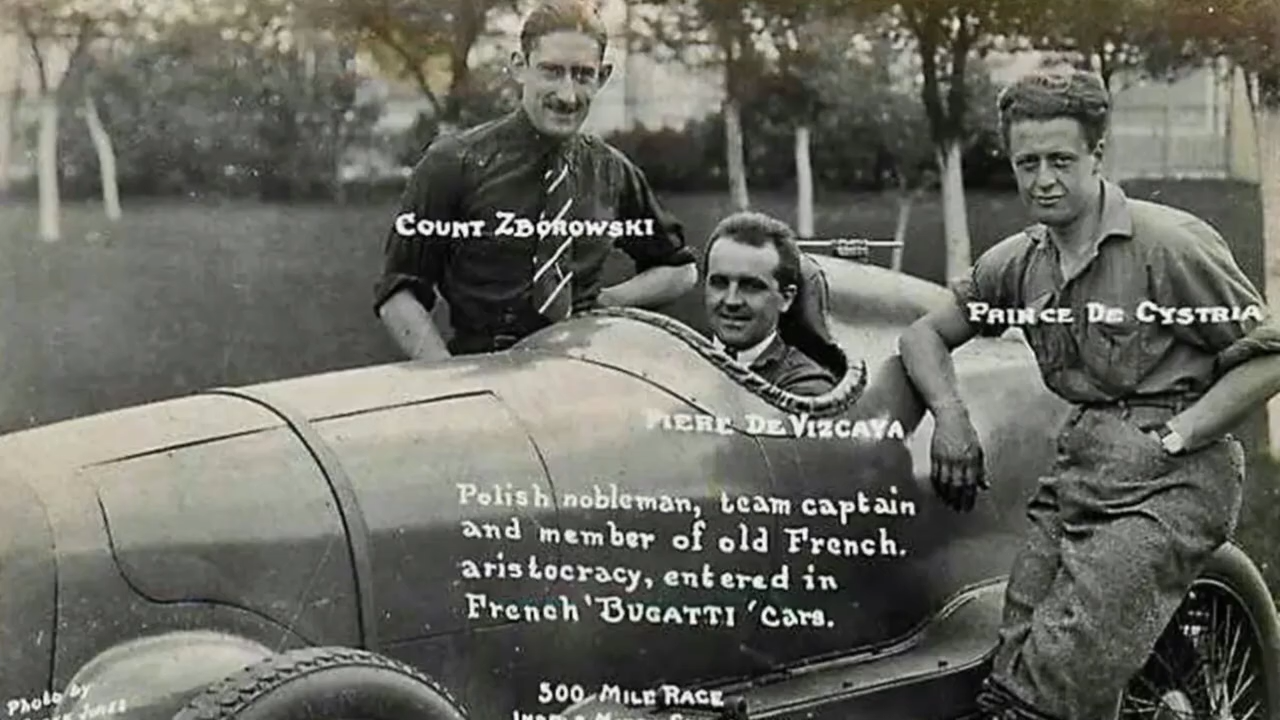 COUNT ZBOROWSKI
PRINCE DE CYSTRIA
PIERE DE VIZCAYA
Polish nobleman, team captain
and member of old French.
aristocracy, entered in
French 'BUGATTI' Cars.
Photo by
500 MILE RACE